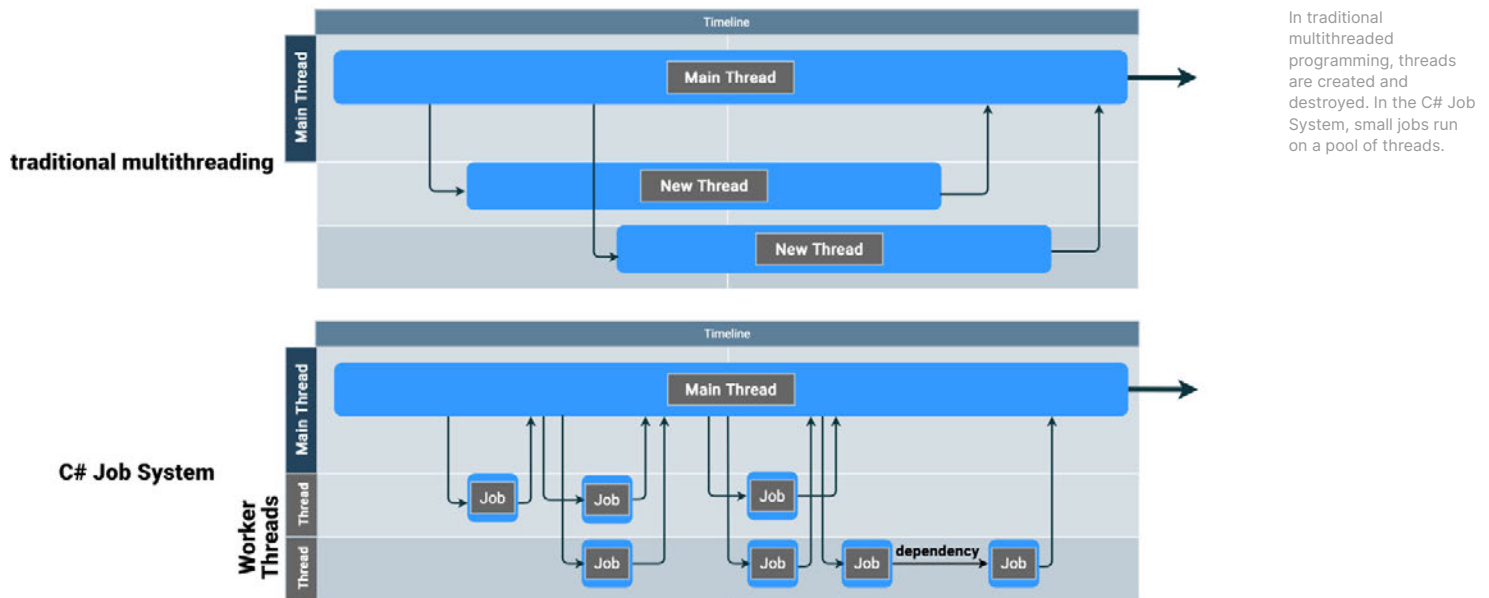 Timeline
Main Thread
Main Thread
traditional multithreading
New Thread
New Thread
In traditional
multithreaded
programming, threads
are created and
destroyed. In the C# Job
System, small jobs run
on a pool of threads.
Timeline
Main Thread
Main Thread
C# Job System
Worker
Threads
Thread
Job
Job
Job
Thread
Job
Job
Job
dependency
Job